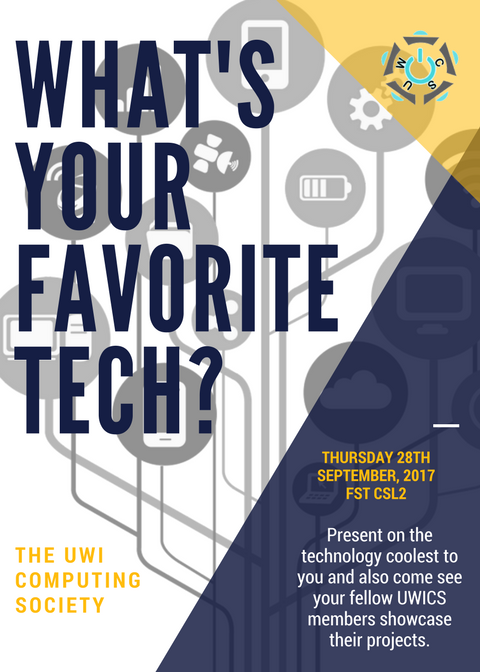 WHAT'S
YOUR
FAVORITE
TECH?
THURSDAY 28TH
SEPTEMBER, 2017
FST CSL2
Present on the
technology coolest to
you and also come see
your fellow UWICS
members showcase
their projects.
THE UWI
COMPUTING
SOCIETY